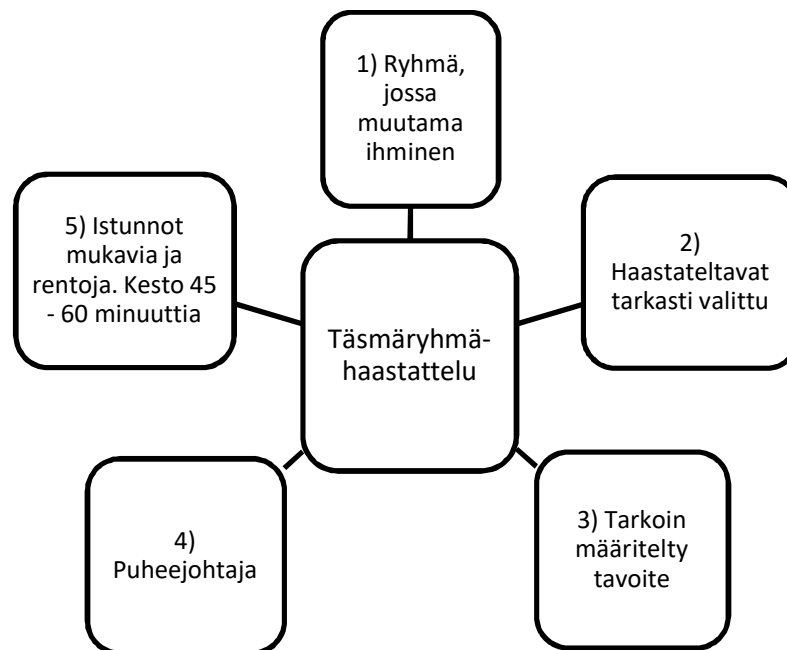 1) Ryhmä,
jossa
muutama
ihminen
2)
Haastateltavat
tarkasti valittu
3) Tarkoin
määritelty
tavoite
4)
Puheejohtaja
5) Istunnot
mukavia ja
rentoja. Kesto 45
- 60 minuuttia
Täsmäryhmä-
haastattelu